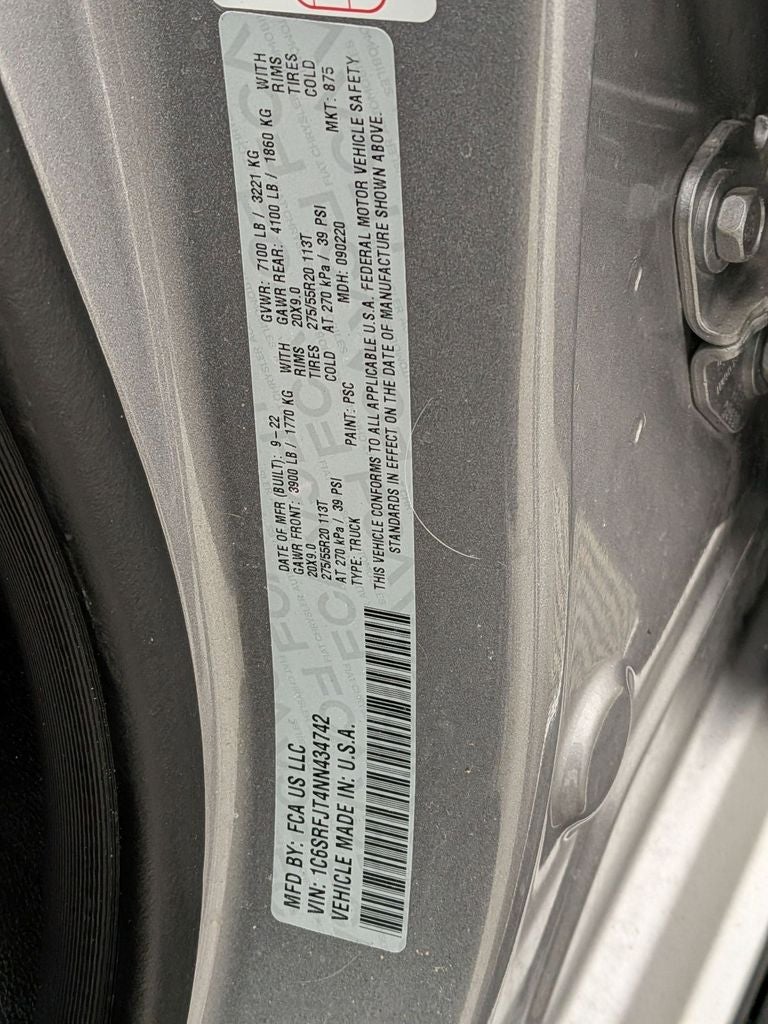 MFD BY: FCA US LLC
VIN: 1C6SRFJT4NN434742
VEHICLE MADE IN: U.S.A.
DATE OF MFR (BUILT): 9-22
GVWR: 7100 LB / 3221 KG
GAWR FRONT: 3900 LB / 1770 KG WITH
20X9.0 RIMS
275/55R20 113T TIRES
AT 270 kPa / 39 PSI COLD
GAWR REAR: 4100 LB / 1860 KG WITH
20X9.0 RIMS
275/55R20 113T TIRES
AT 270 kPa / 39 PSI COLD
TYPE: TRUCK PAINT: PSC MDH: 090220 MKT: 875
THIS VEHICLE CONFORMS TO ALL APPLICABLE U.S.A. FEDERAL MOTOR VEHICLE SAFETY
STANDARDS IN EFFECT ON THE DATE OF MANUFACTURE SHOWN ABOVE.